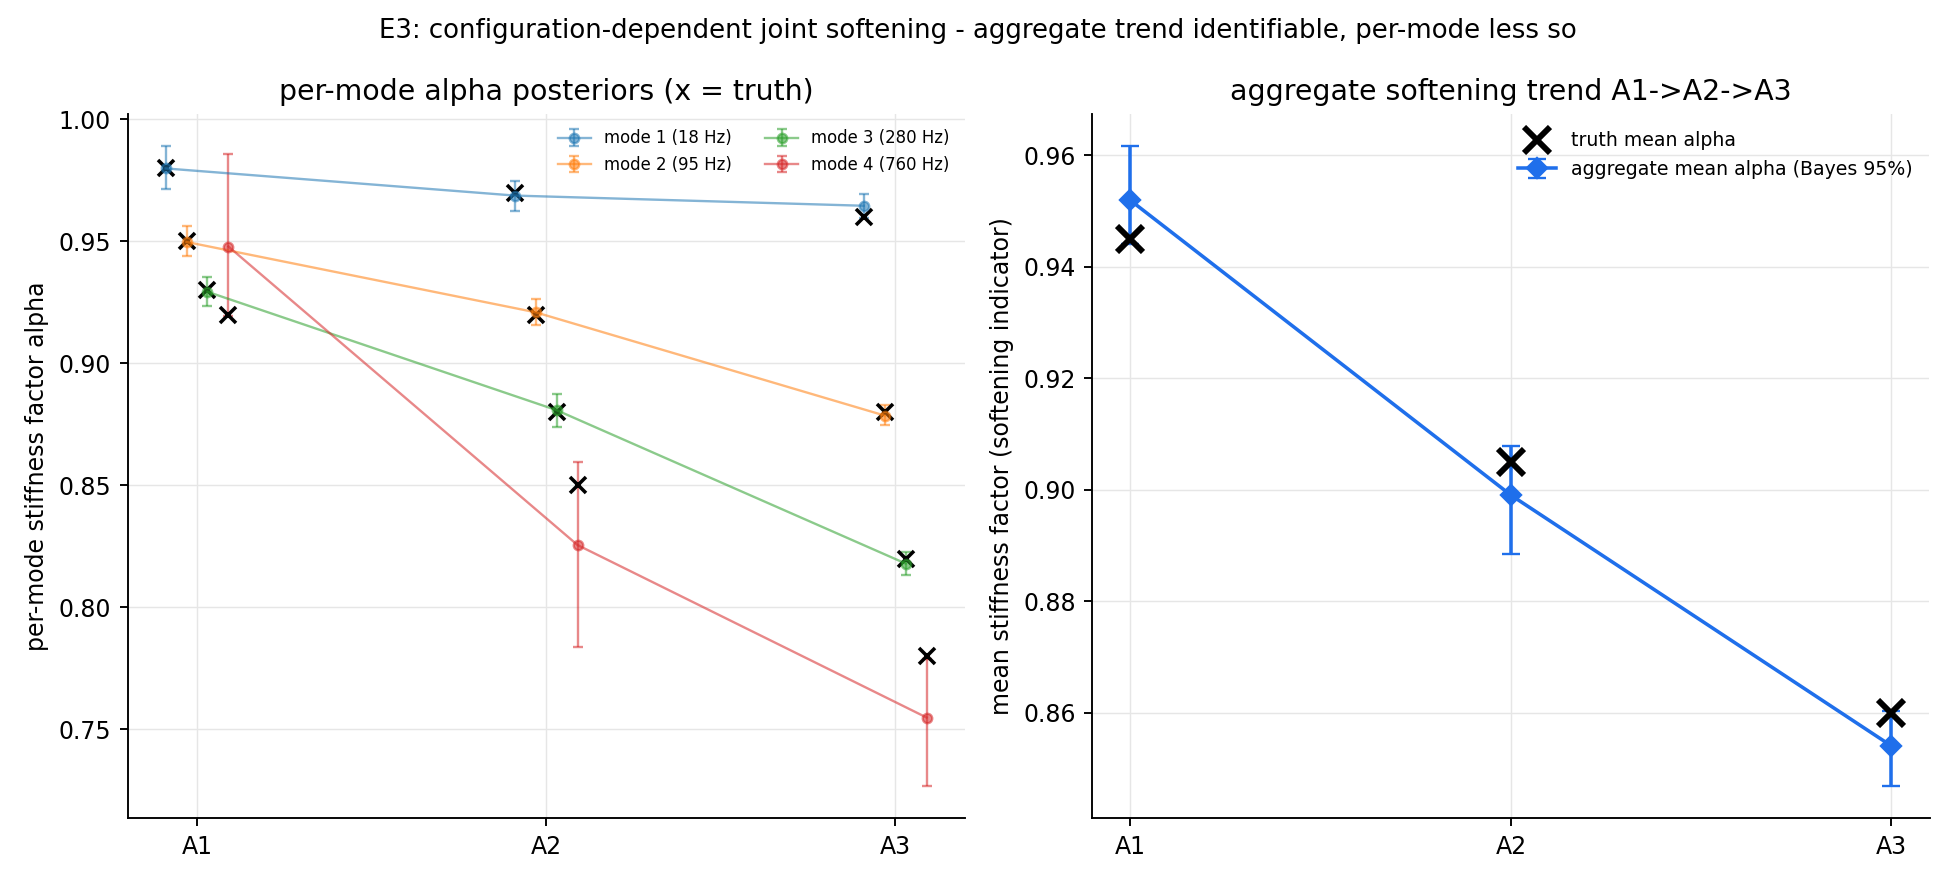 E3: configuration-dependent joint softening - aggregate trend identifiable, per-mode less so
per-mode alpha posteriors (x = truth)
per-mode stiffness factor alpha
1.00
0.95
0.90
0.85
0.80
0.75
mode 1 (18 Hz)
mode 2 (95 Hz)
mode 3 (280 Hz)
mode 4 (760 Hz)
A1
A2
A3
aggregate softening trend A1->A2->A3
mean stiffness factor (softening indicator)
0.96
0.94
0.92
0.90
0.88
0.86
truth mean alpha
aggregate mean alpha (Bayes 95%)
A1
A2
A3